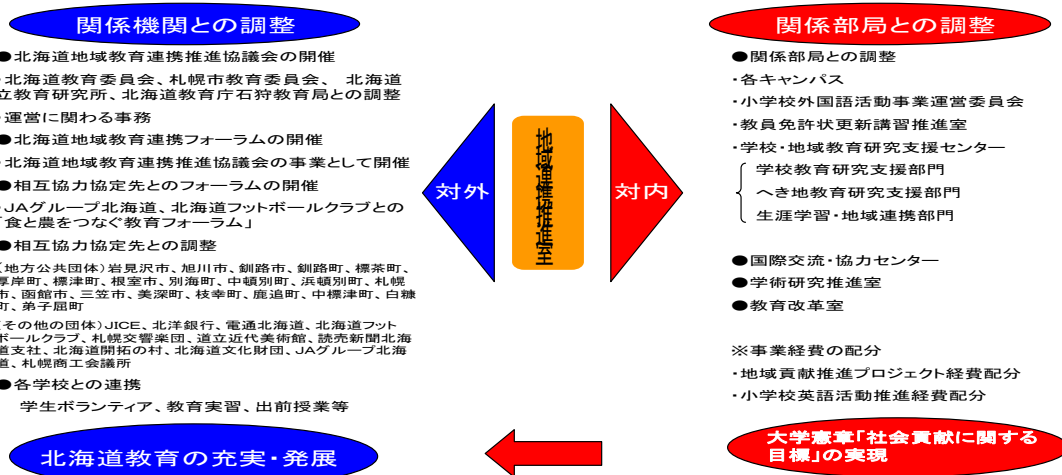 関係機関との調整
●北海道地域教育連携推進協議会の開催
・北海道教育委員会、札幌市教育委員会、 北海道
立教育研究所、北海道教育庁石狩教育局との調整
・運営に関わる事務
●北海道地域教育連携フォーラムの開催
・北海道地域教育連携推進協議会の事業として開催
●相互協力協定先とのフォーラムの開催
・JAグループ北海道、北海道フットボールクラブとの
「食と農をつなぐ教育フォーラム」
●相互協力協定先との調整
(地方公共団体)岩見沢市、旭川市、釧路市、釧路町、標茶町、
厚岸町、標津町、根室市、別海町、中頓別町、浜頓別町、札幌
市、函館市、三笠市、美深町、枝幸町、鹿追町、中標津町、白糠
町、弟子屈町
(その他の団体)JICE、北洋銀行、電通北海道、北海道フット
ボールクラブ、札幌交響楽団、道立近代美術館、読売新聞北海
道支社、北海道開拓の村、北海道文化財団、JAグループ北海
道、札幌商工会議所
●各学校との連携
学生ボランティア、教育実習、出前授業等
北海道教育の充実・発展
対外
地域連携推進室
対内
関係部局との調整
●関係部局との調整
・各キャンパス
・小学校外国語活動事業運営委員会
・教員免許状更新講習推進室
・学校・地域教育研究支援センター
学校教育研究支援部門
へき地教育研究支援部門
生涯学習・地域連携部門
●国際交流・協力センター
●学術研究推進室
●教育改革室
※事業経費の配分
・地域貢献推進プロジェクト経費配分
・小学校英語活動推進経費配分
大学憲章「社会貢献に関する
目標」の実現